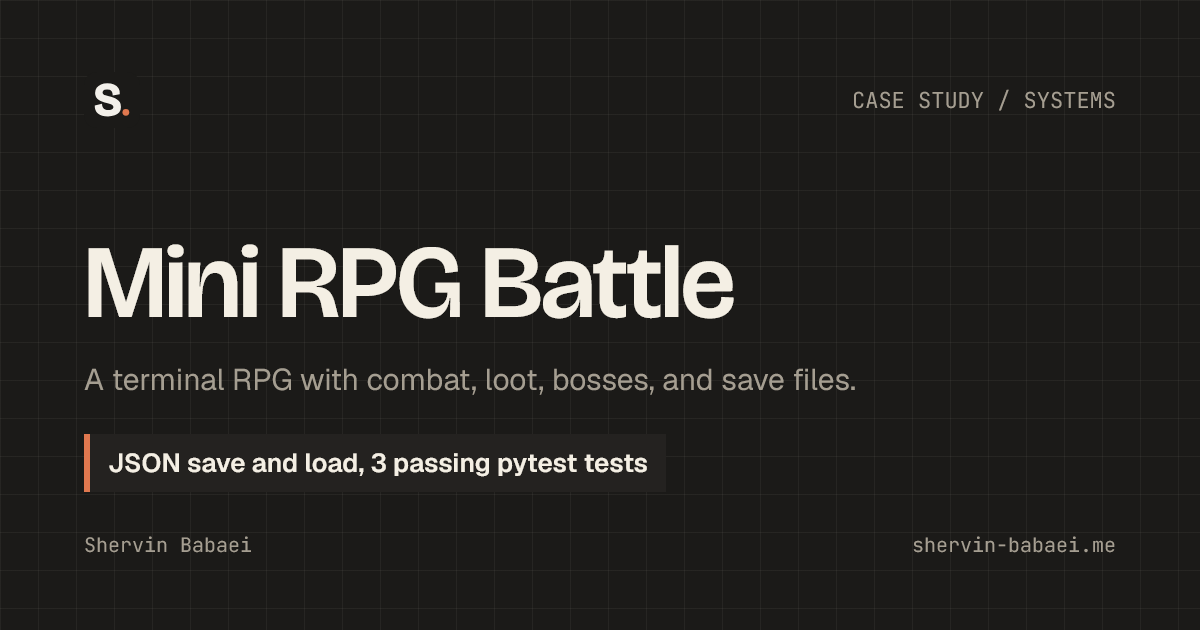 S.
CASE STUDY / SYSTEMS
Mini RPG Battle
A terminal RPG with combat, loot, bosses, and save files.
JSON save and load, 3 passing pytest tests
Shervin Babaei
shervin-babaei.me